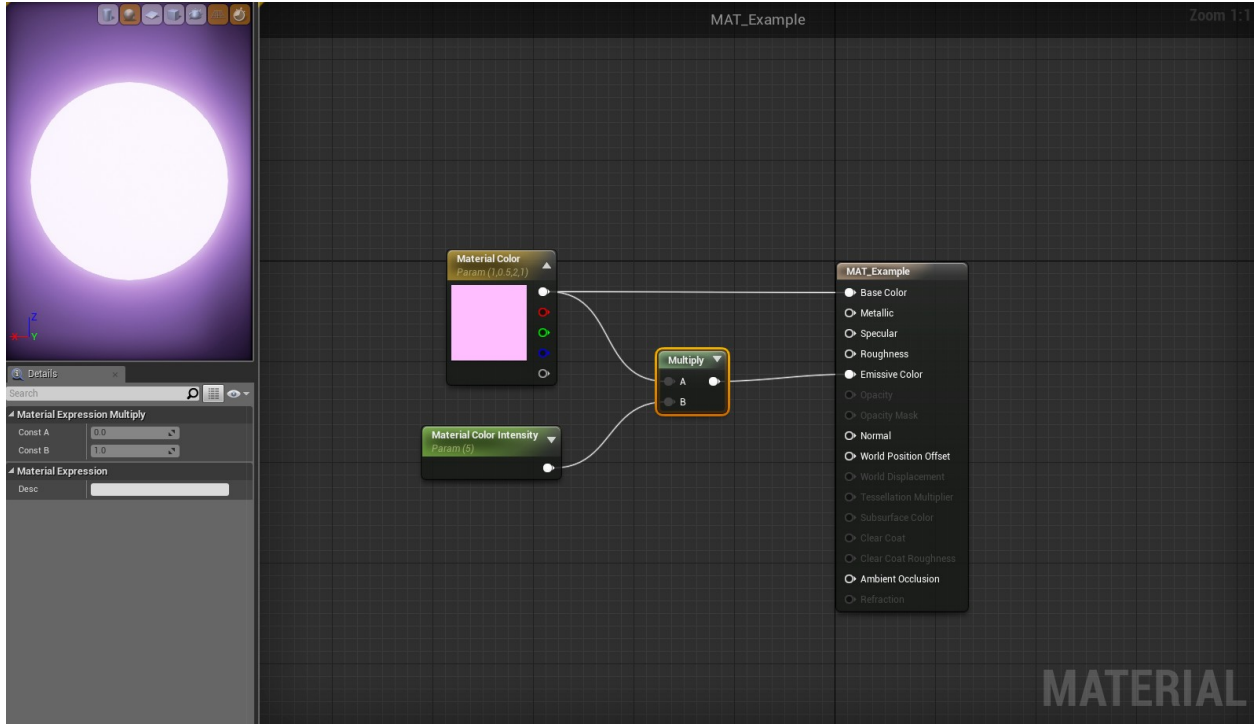 MAT_Example
Zoom 1:1
Z
X
Y
Details
Search
Material Expression Multiply
Const A
0.0
Const B
1.0
Material Expression
Desc
Material Color
Param (1,0.5,2,1)
Material Color Intensity
Param (5)
Multiply
A
B
MAT_Example
Base Color
Metallic
Specular
Roughness
Emissive Color
Opacity
Opacity Mask
Normal
World Position Offset
World Displacement
Tessellation Multiplier
Subsurface Color
Clear Coat
Clear Coat Roughness
Ambient Occlusion
Refraction
MATERIAL